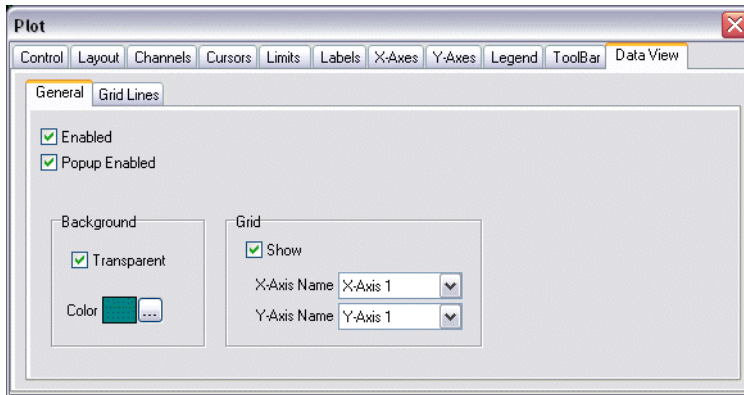 Plot
Control Layout Channels Cursors Limits Labels X-Axes Y-Axes Legend ToolBar Data View
General Grid Lines
Enabled
Popup Enabled
Background
Transparent
Color ...
Grid
Show
X-Axis Name X-Axis 1
Y-Axis Name Y-Axis 1